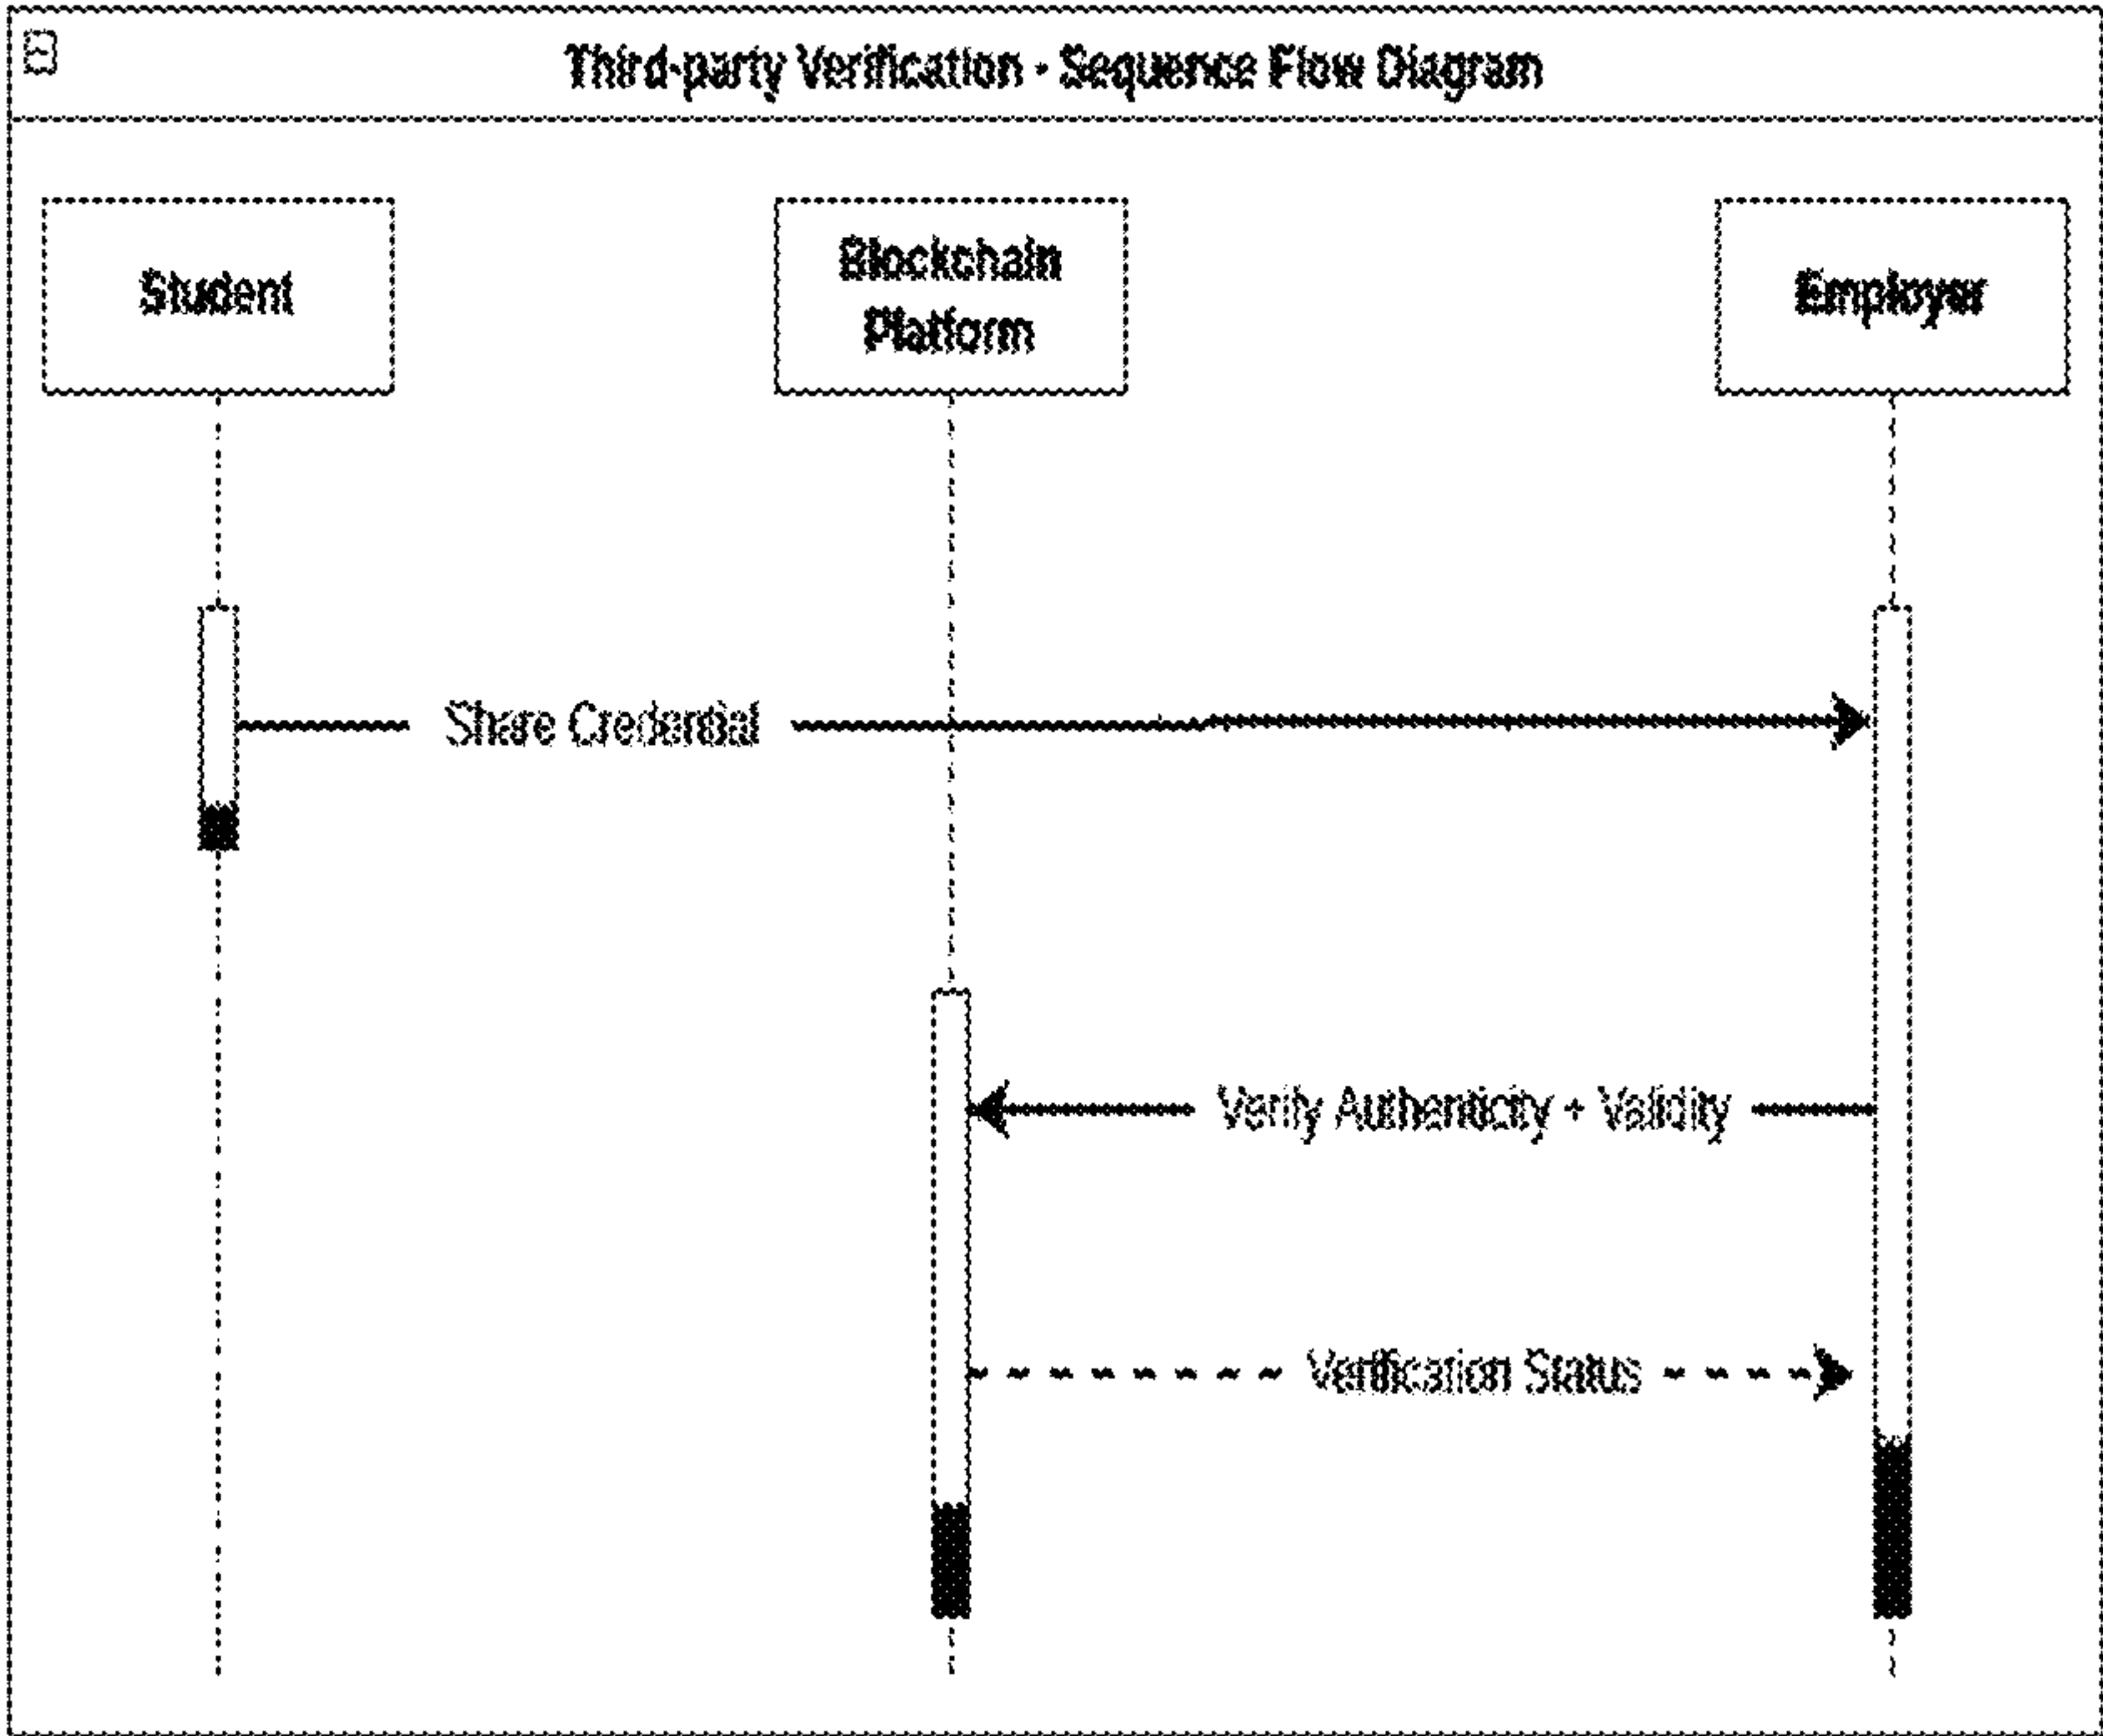 Third-party Verification - Sequence Flow Diagram
Student
Blockchain
Platform
Employer
Share Credential
Verify Authenticity + Validity
Verification Status